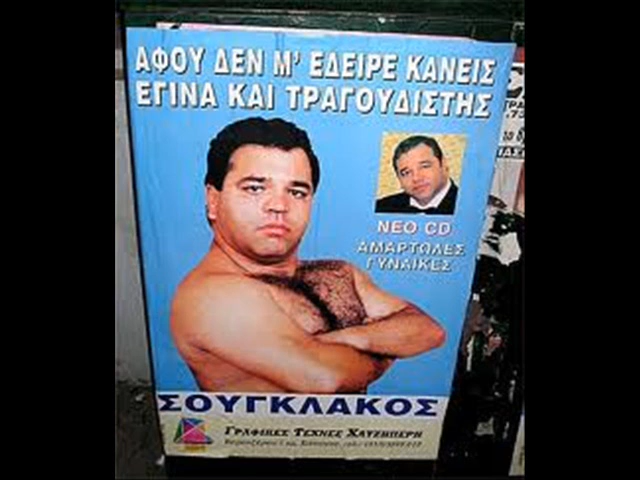 ΑΦΟΥ ΔΕΝ Μ' ΕΔΕΙΡΕ ΚΑΝΕΙΣ
ΕΓΙΝΑ ΚΑΙ ΤΡΑΓΟΥΔΙΣΤΗΣ
ΝΕΟ CD
ΑΜΑΡΤΩΛΕΣ
ΓΥΝΑΙΚΕΣ
ΣΟΥΓΚΛΑΚΟΣ
ΓΡΑΦΙΚΕΣ ΤΕΧΝΕΣ ΧΑΤΖΗΠΕΡΗ